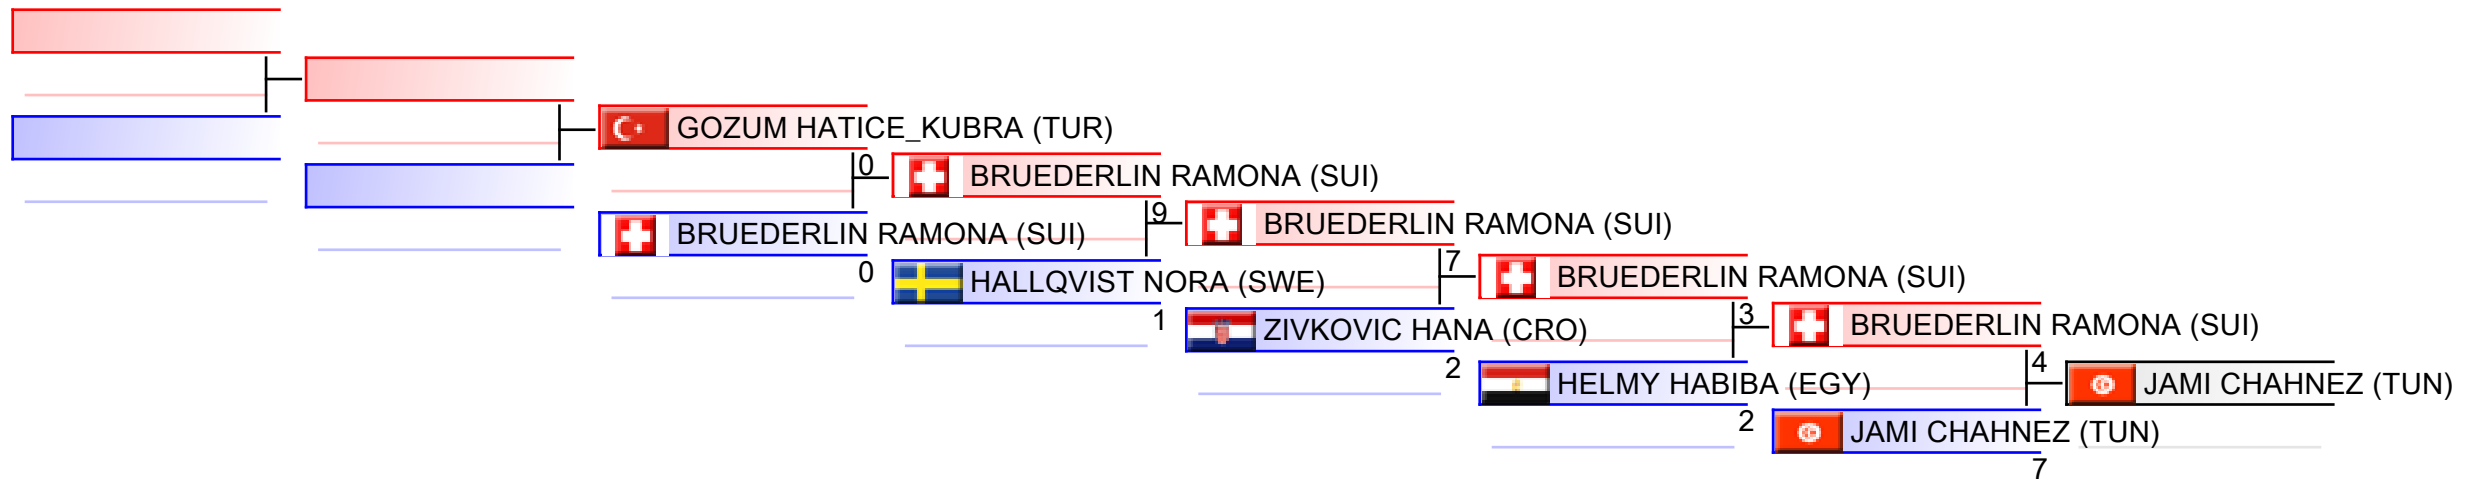 GOZUM HATICE_KUBRA (TUR)
0
BRUEDERLIN RAMONA (SUI)
BRUEDERLIN RAMONA (SUI)
0
9
HALLQVIST NORA (SWE)
1
BRUEDERLIN RAMONA (SUI)
7
ZIVKOVIC HANA (CRO)
2
BRUEDERLIN RAMONA (SUI)
3
HELMY HABIBA (EGY)
2
BRUEDERLIN RAMONA (SUI)
4
JAMI CHAHNEZ (TUN)
7
JAMI CHAHNEZ (TUN)